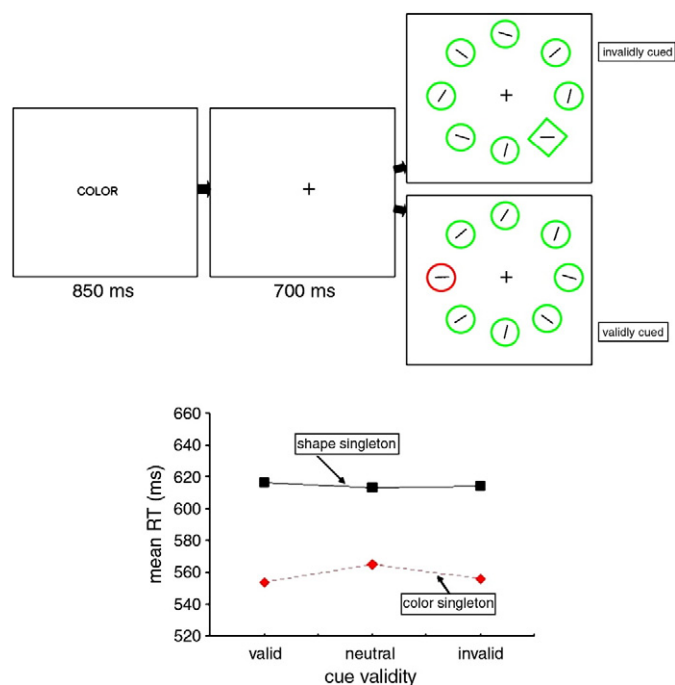 invalidly cued
COLOR
850 ms
700 ms
validly cued
660
640
620
600
580
560
540
520
mean RT (ms)
shape singleton
color singleton
valid
neutral
invalid
cue validity